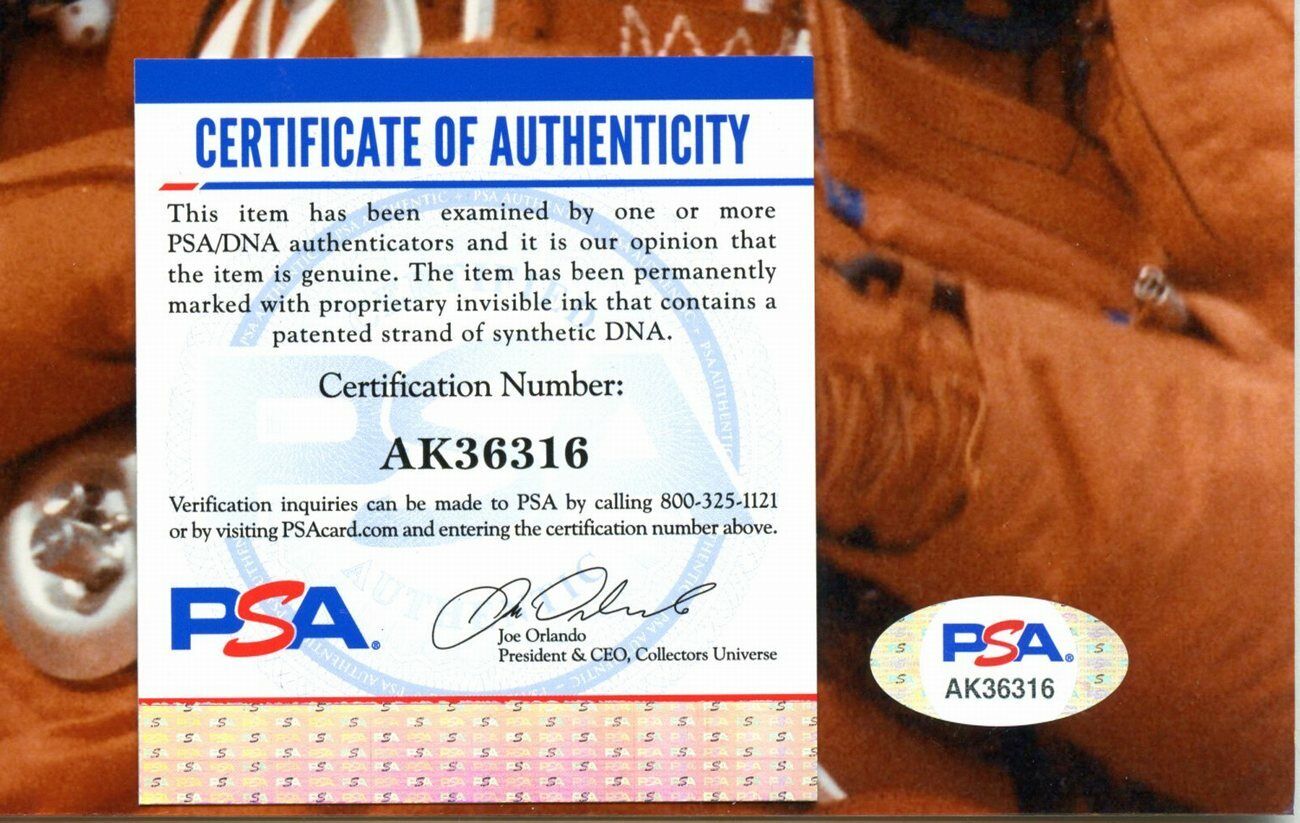 CERTIFICATE OF AUTHENTICITY
This item has been examined by one or more
PSA/DNA authenticators and it is our opinion that
the item is genuine. The item has been permanently
marked with proprietary invisible ink that contains a
patented strand of synthetic DNA.
Certification Number:
AK36316
Verification inquiries can be made to PSA by calling 800-325-1121
or by visiting PSAcard.com and entering the certification number above.
PSA®
Joe Orlando
President & CEO, Collectors Universe
PSA®
AK36316